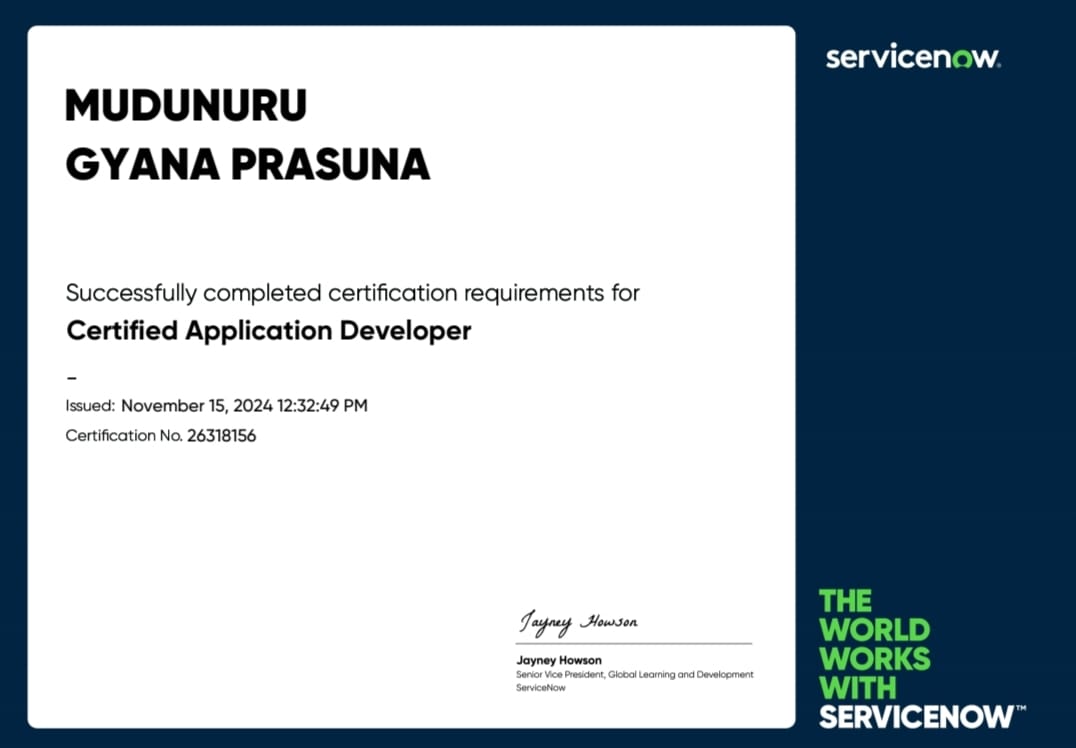 MUDUNURU
GYANA PRASUNA
Successfully completed certification requirements for
Certified Application Developer
–
Issued: November 15, 2024 12:32:49 PM
Certification No. 26318156
Jayney Howson
Jayney Howson
Senior Vice President, Global Learning and Development
ServiceNow
servicenow®
THE
WORLD
WORKS
WITH
SERVICENOW™